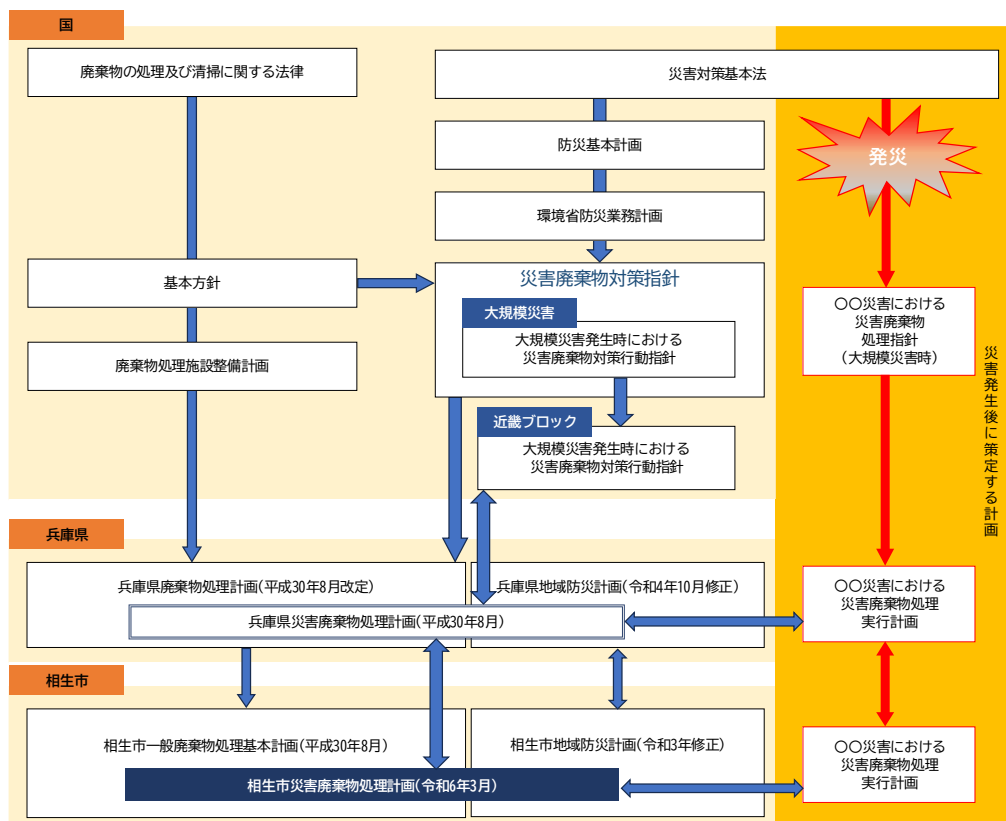 国
廃棄物の処理及び清掃に関する法律
災害対策基本法
防災基本計画
発災
環境省防災業務計画
基本方針
災害廃棄物対策指針
大規模災害
大規模災害発生時における
災害廃棄物対策行動指針
〇〇災害における
災害廃棄物
処理指針
(大規模災害時)
廃棄物処理施設整備計画
近畿ブロック
大規模災害発生時における
災害廃棄物対策行動指針
災害発生後に策定する計画
兵庫県
兵庫県廃棄物処理計画(平成30年8月改定)
兵庫県地域防災計画(令和4年10月修正)
兵庫県災害廃棄物処理計画(平成30年8月)
〇〇災害における
災害廃棄物処理
実行計画
相生市
相生市一般廃棄物処理基本計画(平成30年8月)
相生市地域防災計画(令和3年修正)
相生市災害廃棄物処理計画(令和6年3月)
〇〇災害における
災害廃棄物処理
実行計画